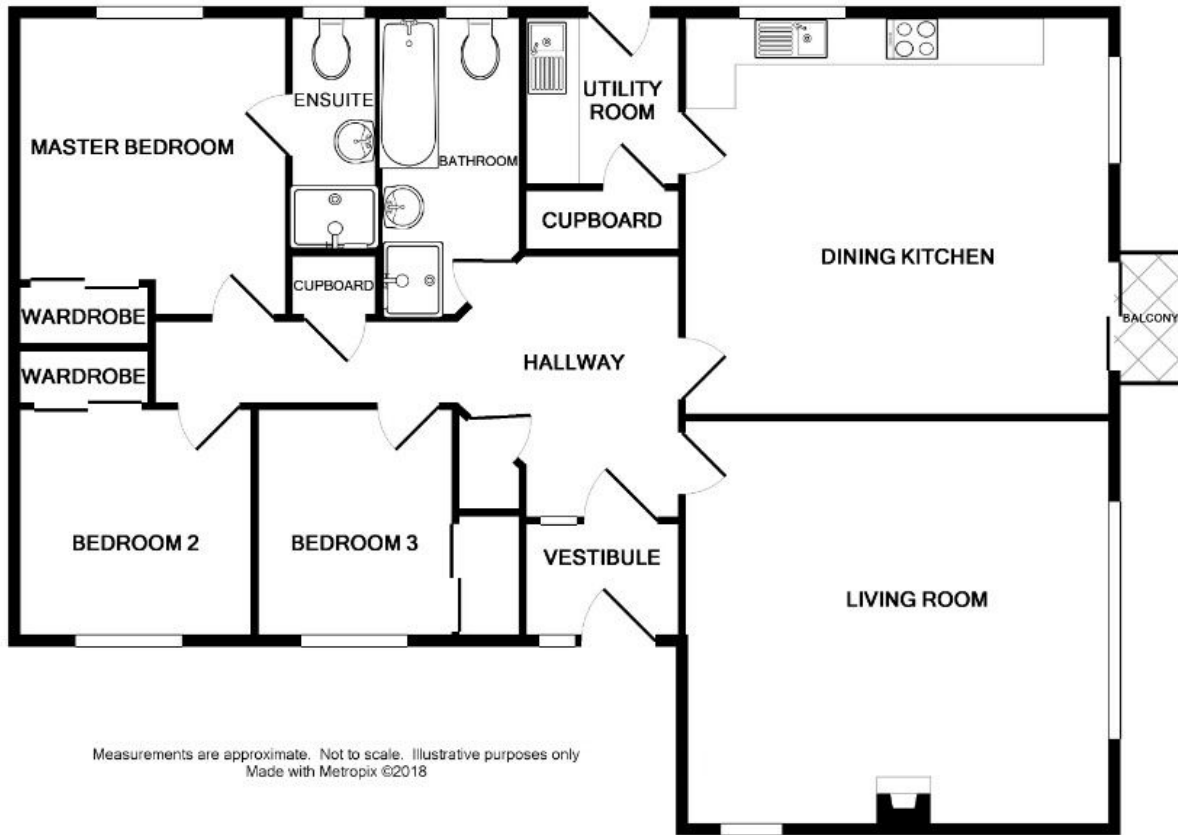 MASTER BEDROOM
ENSUITE
BATHROOM
UTILITY
ROOM
CUPBOARD
DINING KITCHEN
BALCONY
WARDROBE
WARDROBE
CUPBOARD
HALLWAY
BEDROOM 2
BEDROOM 3
VESTIBULE
LIVING ROOM
Measurements are approximate. Not to scale. Illustrative purposes only
Made with Metropix ©2018